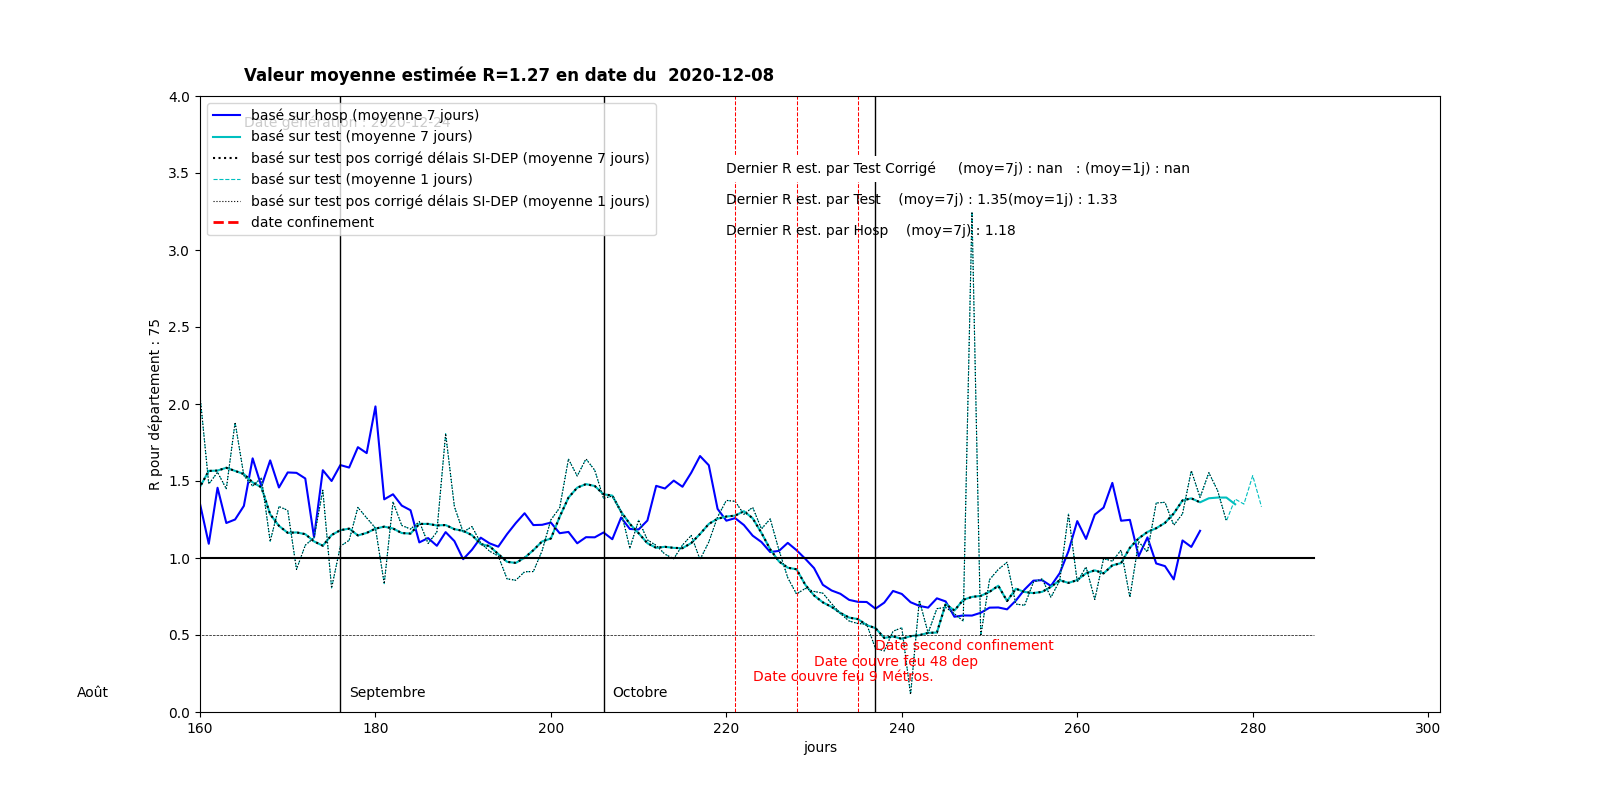 Valeur moyenne estimée R=1.27 en date du  2020-12-08
Date génération : 2020-12-24
basé sur hosp (moyenne 7 jours)
basé sur test (moyenne 7 jours)
basé sur test pos corrigé délais SI-DEP (moyenne 7 jours)
basé sur test (moyenne 1 jours)
basé sur test pos corrigé délais SI-DEP (moyenne 1 jours)
date confinement
Dernier R est. par Test Corrigé     (moy=7j) : nan   : (moy=1j) : nan
Dernier R est. par Test    (moy=7j) : 1.35(moy=1j) : 1.33
Dernier R est. par Hosp    (moy=7j) : 1.18
R pour département : 75
4.0
3.5
3.0
2.5
2.0
1.5
1.0
0.5
0.0
Date second confinement
Date couvre feu 48 dep
Date couvre feu 9 Métros.
Août
Septembre
Octobre
160 180 200 220 240 260 280 300
jours